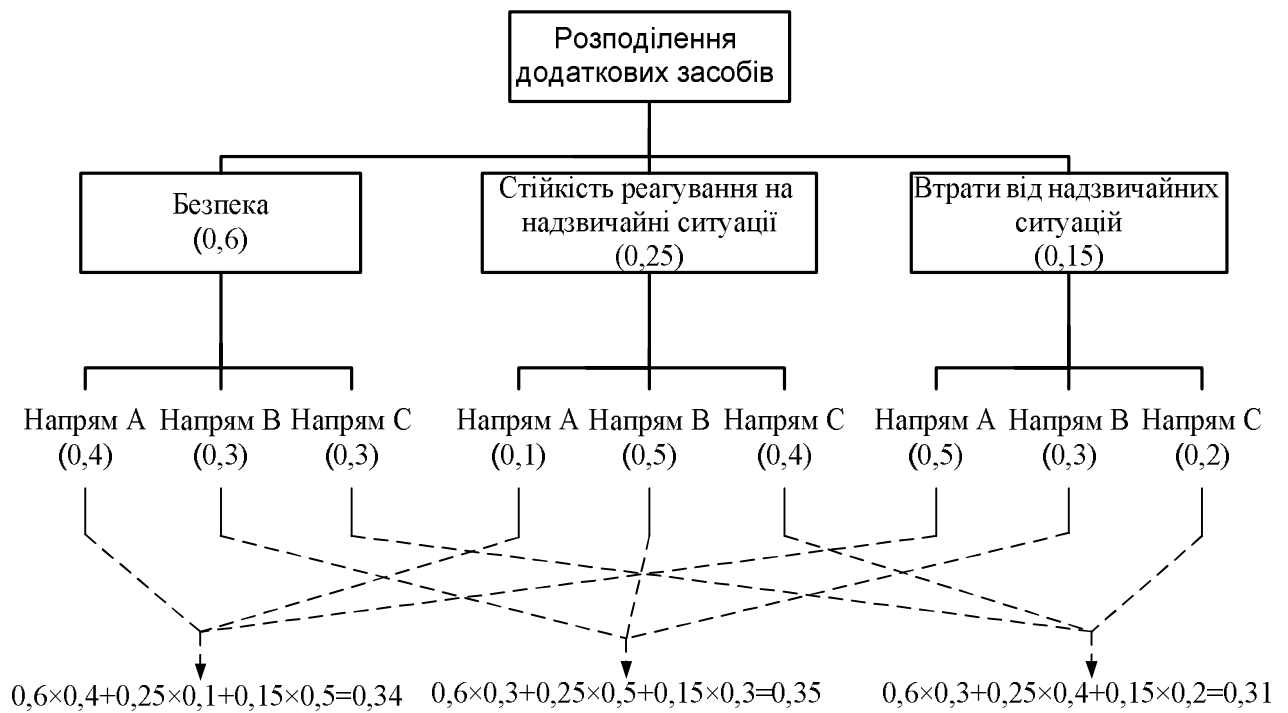 Розподілення
додаткових засобів
Безпека
(0,6)
Стійкість реагування на
надзвичайні ситуації
(0,25)
Втрати від надзвичайних
ситуацій
(0,15)
Напрям А
(0,4)
Напрям В
(0,3)
Напрям С
(0,3)
Напрям А
(0,1)
Напрям В
(0,5)
Напрям С
(0,4)
Напрям А
(0,5)
Напрям В
(0,3)
Напрям С
(0,2)
0,6×0,4+0,25×0,1+0,15×0,5=0,34
0,6×0,3+0,25×0,5+0,15×0,3=0,35
0,6×0,3+0,25×0,4+0,15×0,2=0,31